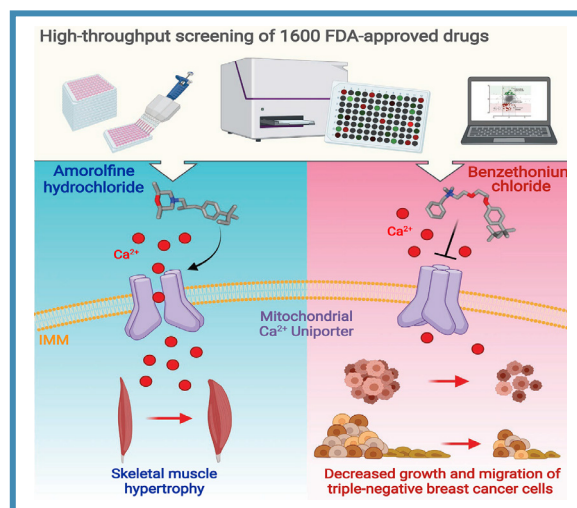 High-throughput screening of 1600 FDA-approved drugs
Amorolfine
hydrochloride
Ca²⁺
IMM
Mitochondrial
Ca²⁺ Uniporter
Skeletal muscle
hypertrophy
Benzethonium
chloride
Ca²⁺
Decreased growth and migration of
triple-negative breast cancer cells